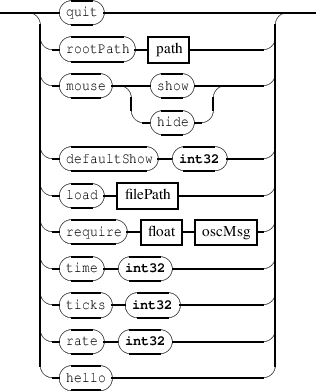 quit
rootPath path
mouse show
hide
defaultShow int32
load filePath
require float oscMsg
time int32
ticks int32
rate int32
hello